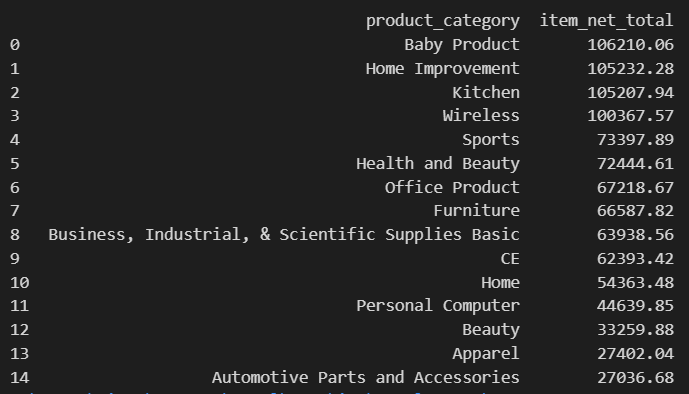 product_category item_net_total
0 Baby Product 106210.06
1 Home Improvement 105232.28
2 Kitchen 105207.94
3 Wireless 100367.57
4 Sports 73397.89
5 Health and Beauty 72444.61
6 Office Product 67218.67
7 Furniture 66587.82
8 Business, Industrial, & Scientific Supplies Basic 63938.56
9 CE 62393.42
10 Home 54363.48
11 Personal Computer 44639.85
12 Beauty 33259.88
13 Apparel 27402.04
14 Automotive Parts and Accessories 27036.68